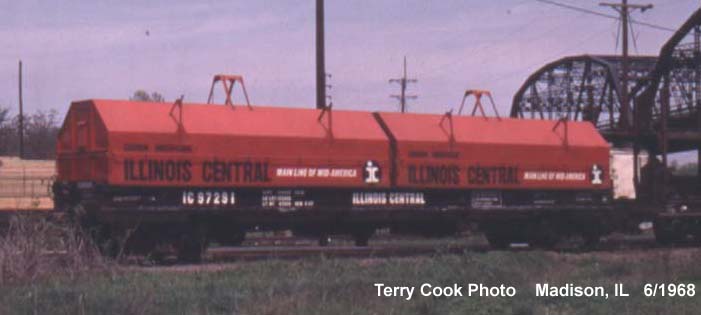 ILLINOIS CENTRAL MAIN LINE OF MID-AMERICA
ILLINOIS CENTRAL MAIN LINE OF MID-AMERICA
IC 97291 ILLINOIS CENTRAL
Terry Cook Photo Madison, IL 6/1968